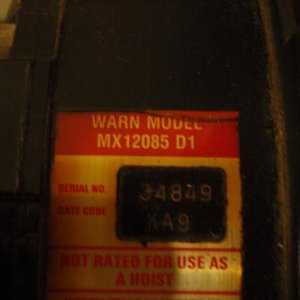 WARN MODEL
MX12085 D1
SERIAL NO. 34849
DATE CODE KA9
NOT RATED FOR USE AS
A HOIST